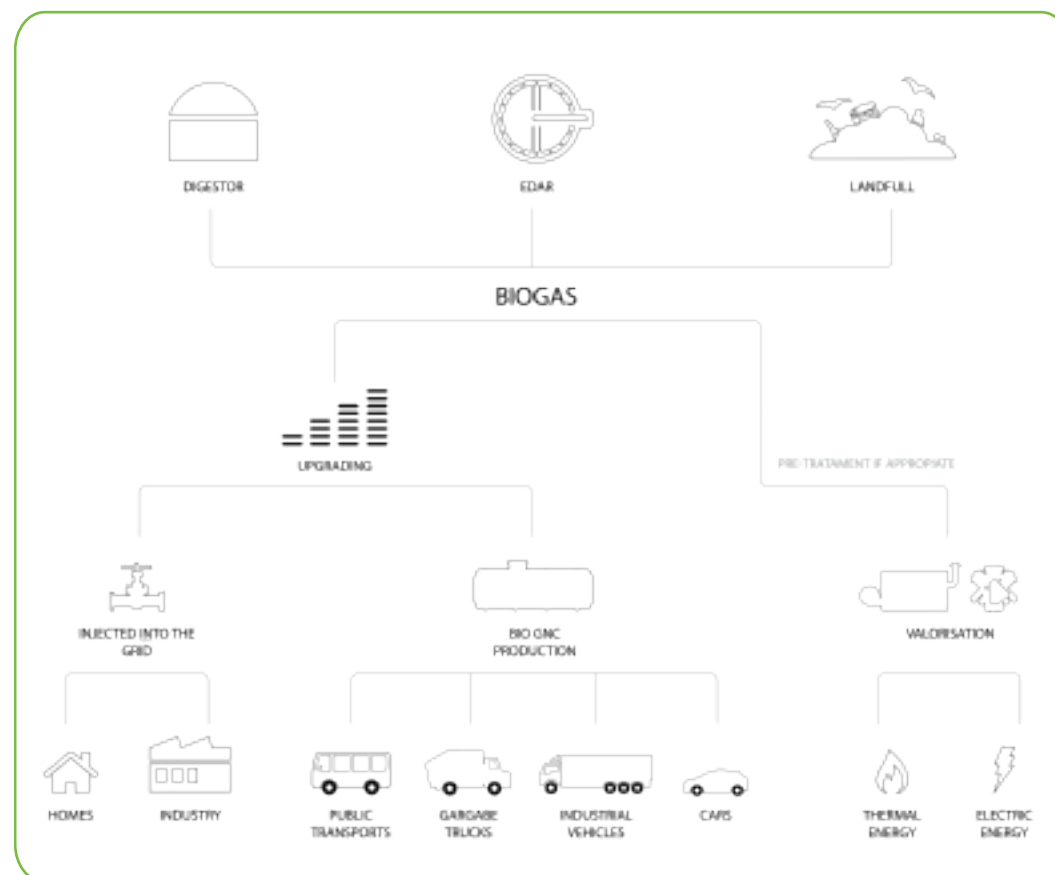 DIGESTOR
EDAR
LANDFULL
BIOGAS
UPGRADING
PRE-TRATAMENT IF APPROPIATE
INJECTED INTO THE
GRID
BIO GNC
PRODUCTION
VALORISATION
HOMES
INDUSTRY
PUBLIC
TRANSPORTS
GARGABE
TRUCKS
INDUSTRIAL
VEHICLES
CARS
THERMAL
ENERGY
ELECTRIC
ENERGY